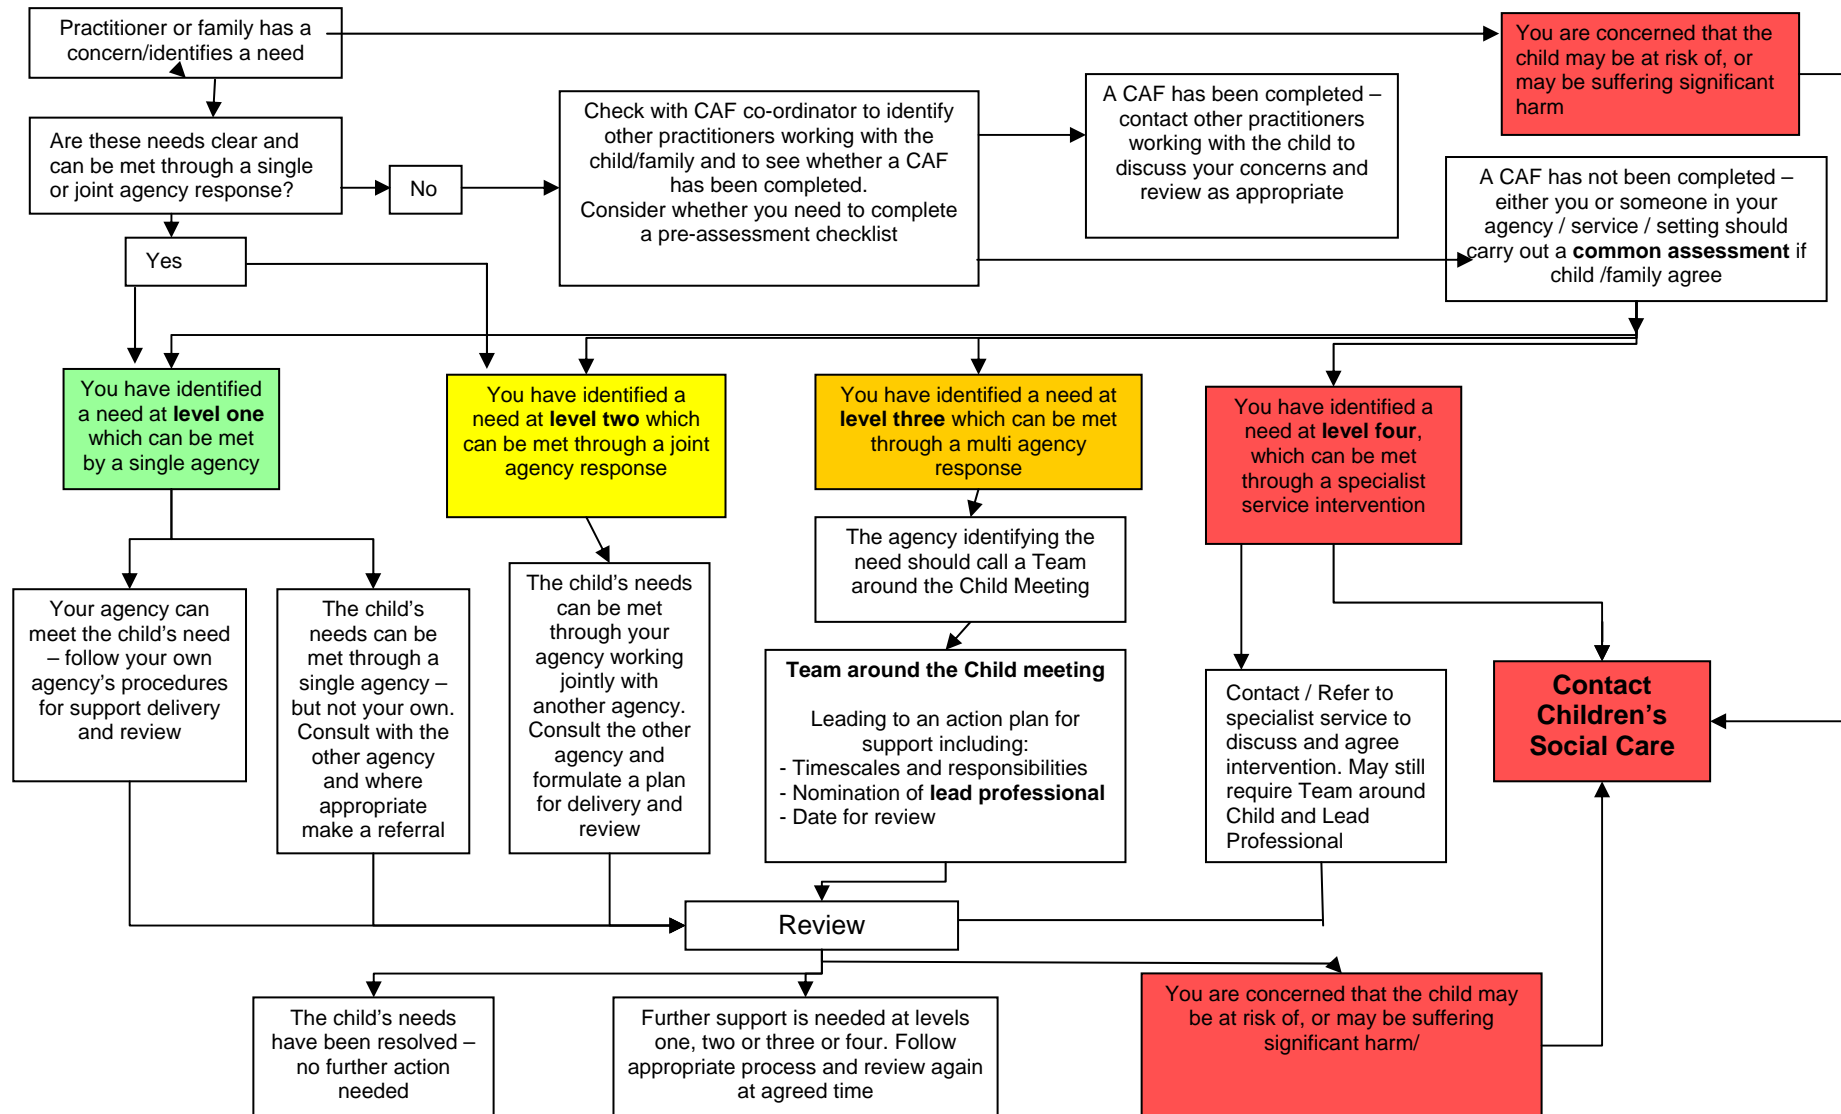 Practitioner or family has a
concern/identifies a need
You are concerned that the
child may be at risk of, or
may be suffering significant
harm
Are these needs clear and
can be met through a single
or joint agency response?
No
Check with CAF co-ordinator to identify
other practitioners working with the
child/family and to see whether a CAF
has been completed.
Consider whether you need to complete
a pre-assessment checklist
A CAF has been completed –
contact other practitioners
working with the child to
discuss your concerns and
review as appropriate
A CAF has not been completed –
either you or someone in your
agency / service / setting should
carry out a common assessment if
child /family agree
Yes
You have identified
a need at level one
which can be met
by a single agency
You have identified a
need at level two which
can be met through a joint
agency response
You have identified a need at
level three which can be met
through a multi agency
response
You have identified a
need at level four,
which can be met
through a specialist
service intervention
Your agency can
meet the child’s need
– follow your own
agency’s procedures
for support delivery
and review
The child’s
needs can be
met through a
single agency –
but not your own.
Consult with the
other agency
and where
appropriate
make a referral
The child’s needs
can be met
through your
agency working
jointly with
another agency.
Consult the other
agency and
formulate a plan
for delivery and
review
The agency identifying the
need should call a Team
around the Child Meeting
Team around the Child meeting
Leading to an action plan for
support including:
- Timescales and responsibilities
- Nomination of lead professional
- Date for review
Contact / Refer to
specialist service to
discuss and agree
intervention. May still
require Team around
Child and Lead
Professional
Contact
Children’s
Social Care
Review
The child’s needs
have been resolved –
no further action
needed
Further support is needed at levels
one, two or three or four. Follow
appropriate process and review again
at agreed time
You are concerned that the child may
be at risk of, or may be suffering
significant harm/